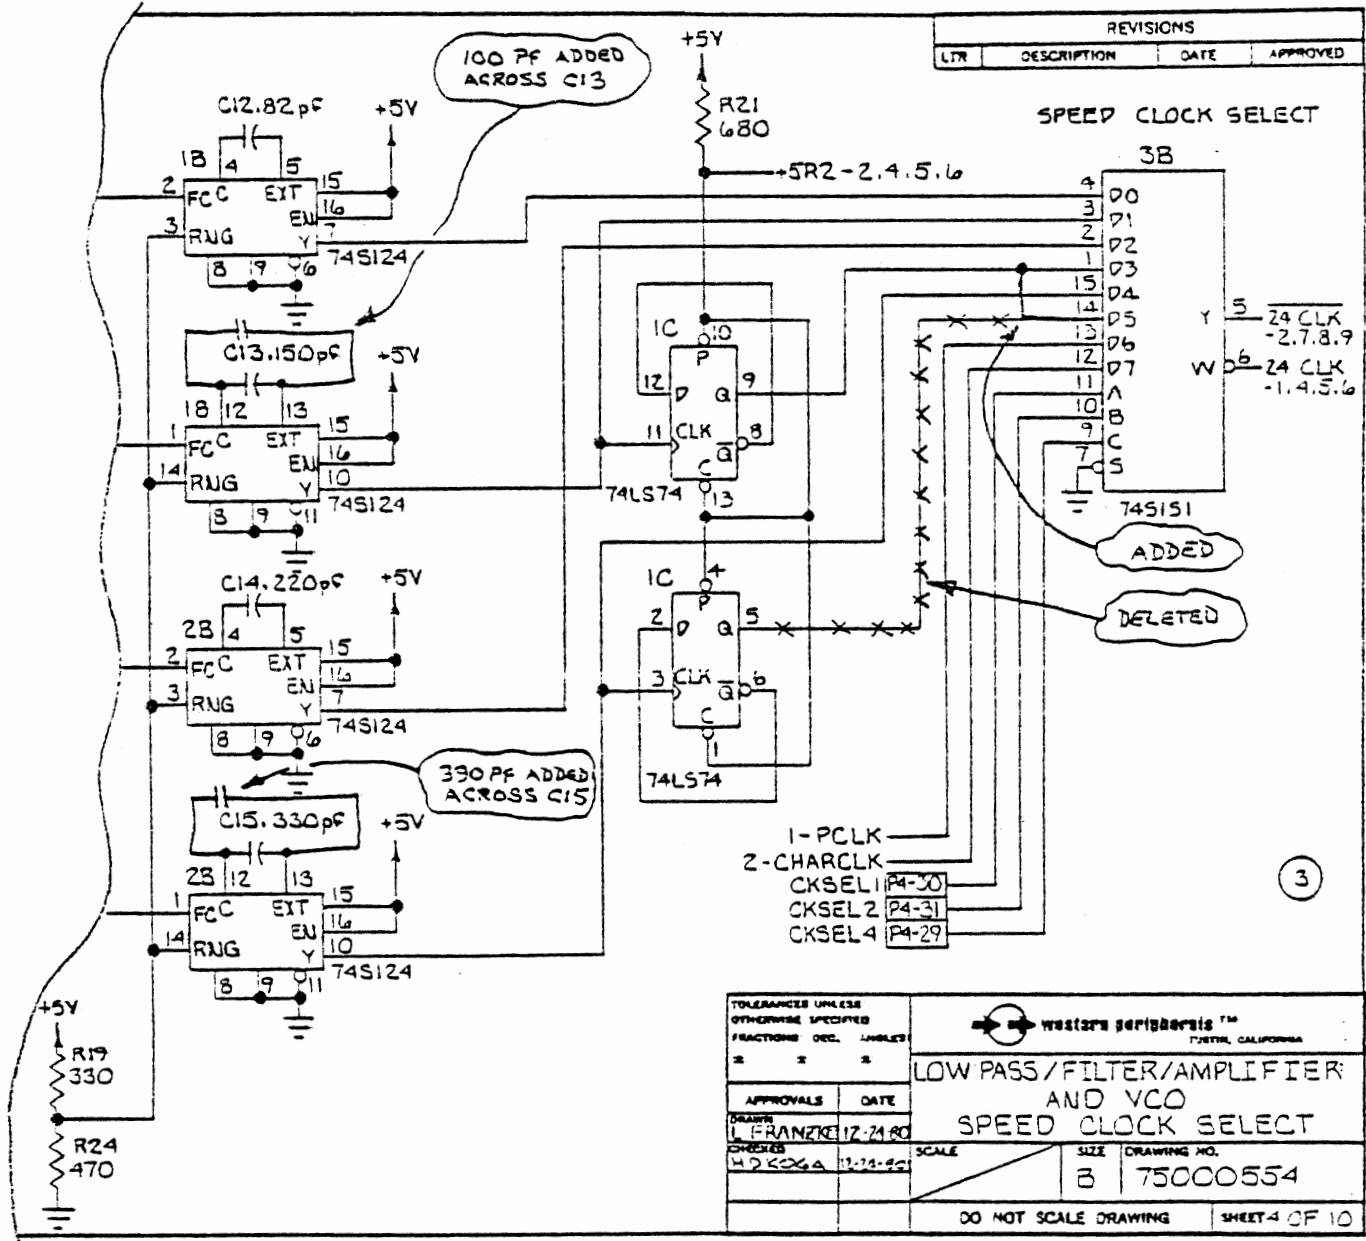 REVISIONS
LTR DESCRIPTION DATE APPROVED
100 PF ADDED
ACROSS C13
+5V
R21
680
+5R2-2.4.5.6
SPEED CLOCK SELECT
3B
C12.82pf
+5V
1B 4 5
2 FC C EXT 15
EN 16
3 RNG Y 7
74S124
8 9 6
C13.150pf
+5V
1B 12 13
1 FC C EXT 15
EN 16
14 RNG Y 10
74S124
8 9 11
C14.220pf
+5V
2B 4 5
2 FC C EXT 15
EN 16
3 RNG Y 7
74S124
8 9 6
390 PF ADDED
ACROSS C15
C15.330pf
+5V
2B 12 13
1 FC C EXT 15
EN 16
14 RNG Y 10
74S124
8 9 11
+5V
R19
330
R24
470
1C 10
P
12 D Q 9
11 CLK Q 8
C
74LS74 13
1C 4
P
2 D Q 5
3 CLK Q 6
C
1
74LS74
4 D0
3 D1
2 D2
1 D3
15 D4
14 D5
13 D6
12 D7
11 A
10 B
9 C
7 S
Y 5 24 CLK
-2.7.8.9
W 6 24 CLK
-1.4.5.6
74S151
ADDED
DELETED
1-PCLK
2-CHARCLK
CKSEL1 P4-30
CKSEL2 P4-31
CKSEL4 P4-29
3
TOLERANCES UNLESS
OTHERWISE SPECIFIED
FRACTIONS DEC. ANGLES
± ± ±
APPROVALS DATE
DRAWN
L FRANZKE 12-24-80
CHECKED
western peripherals ™
TUSTIN, CALIFORNIA
LOW PASS/FILTER/AMPLIFIER
AND VCO
SPEED CLOCK SELECT
SCALE SIZE DRAWING NO.
B 75000554
DO NOT SCALE DRAWING SHEET 4 OF 10